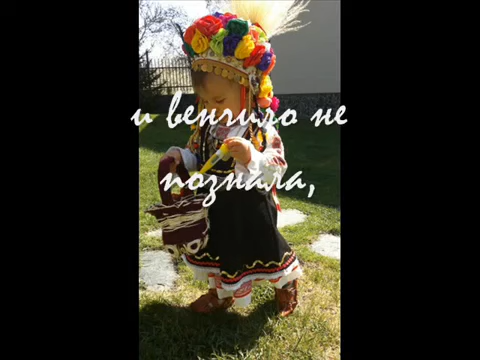 и венчило не
познала,